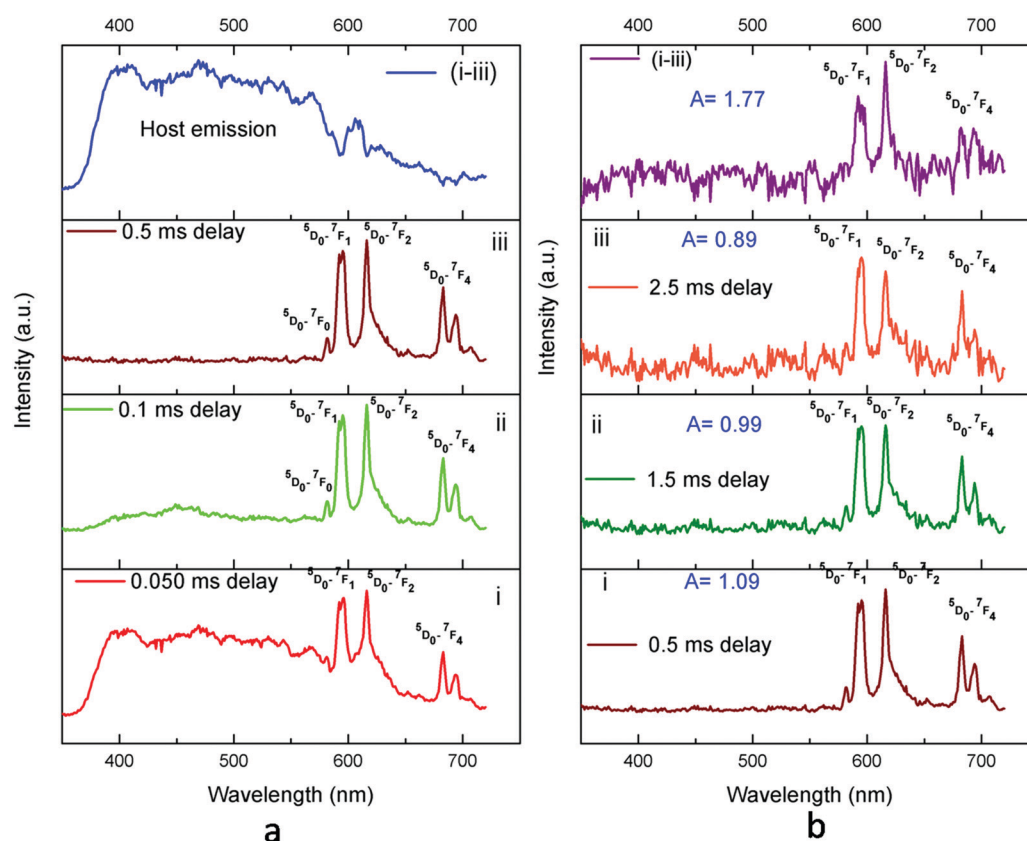 400 500 600 700
(i-iii)
Host emission
0.5 ms delay
iii
⁵D₀-⁷F₁ ⁵D₀-⁷F₂
⁵D₀-⁷F₄
⁵D₀-⁷F₀
0.1 ms delay
ii
⁵D₀-⁷F₁ ⁵D₀-⁷F₂
⁵D₀-⁷F₄
⁵D₀-⁷F₀
0.050 ms delay
i
⁵D₀-⁷F₁ ⁵D₀-⁷F₂
⁵D₀-⁷F₄
Intensity (a.u.)
400 500 600 700
Wavelength (nm)
a
400 500 600 700
(i-iii)
A= 1.77
⁵D₀-⁷F₁ ⁵D₀-⁷F₂
⁵D₀-⁷F₄
iii
A= 0.89
⁵D₀-⁷F₁ ⁵D₀-⁷F₂
⁵D₀-⁷F₄
2.5 ms delay
ii
A= 0.99
⁵D₀-⁷F₁ ⁵D₀-⁷F₂
⁵D₀-⁷F₄
1.5 ms delay
i
A= 1.09
⁵D₀-⁷F₁ ⁵D₀-⁷F₂
⁵D₀-⁷F₄
0.5 ms delay
Intensity (a.u.)
400 500 600 700
Wavelength (nm)
b